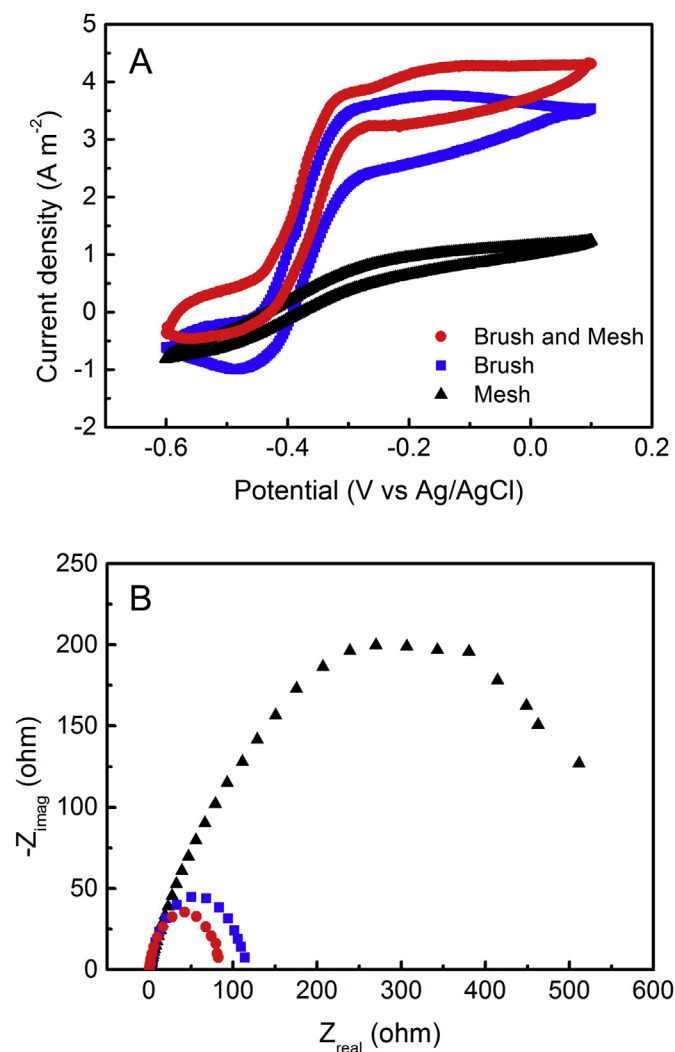 A
5
4
3
2
1
0
-1
-2
Current density (A m⁻²)
Brush and Mesh
Brush
Mesh
-0.6 -0.4 -0.2 0.0 0.2
Potential (V vs Ag/AgCl)
B
250
200
150
100
50
0
-Z_imag (ohm)
0 100 200 300 400 500 600
Z_real (ohm)